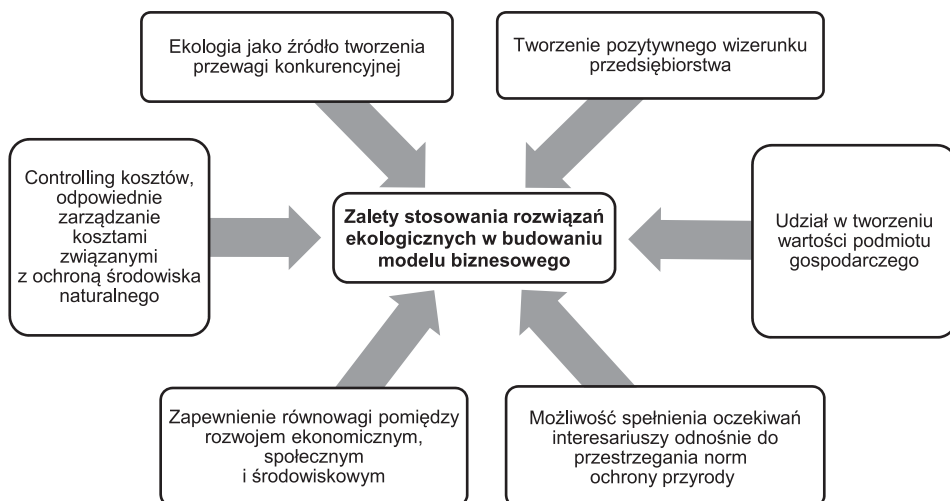 Ekologia jako źródło tworzenia
przewagi konkurencyjnej
Tworzenie pozytywnego wizerunku
przedsiębiorstwa
Controlling kosztów,
odpowiednie
zarządzanie
kosztami
związanymi
z ochroną środowiska
naturalnego
Zalety stosowania rozwiązań
ekologicznych w budowaniu
modelu biznesowego
Udział w tworzeniu
wartości podmiotu
gospodarczego
Zapewnienie równowagi pomiędzy
rozwojem ekonomicznym,
społecznym
i środowiskowym
Możliwość spełnienia oczekiwań
interesariuszy odnośnie do
przestrzegania norm
ochrony przyrody